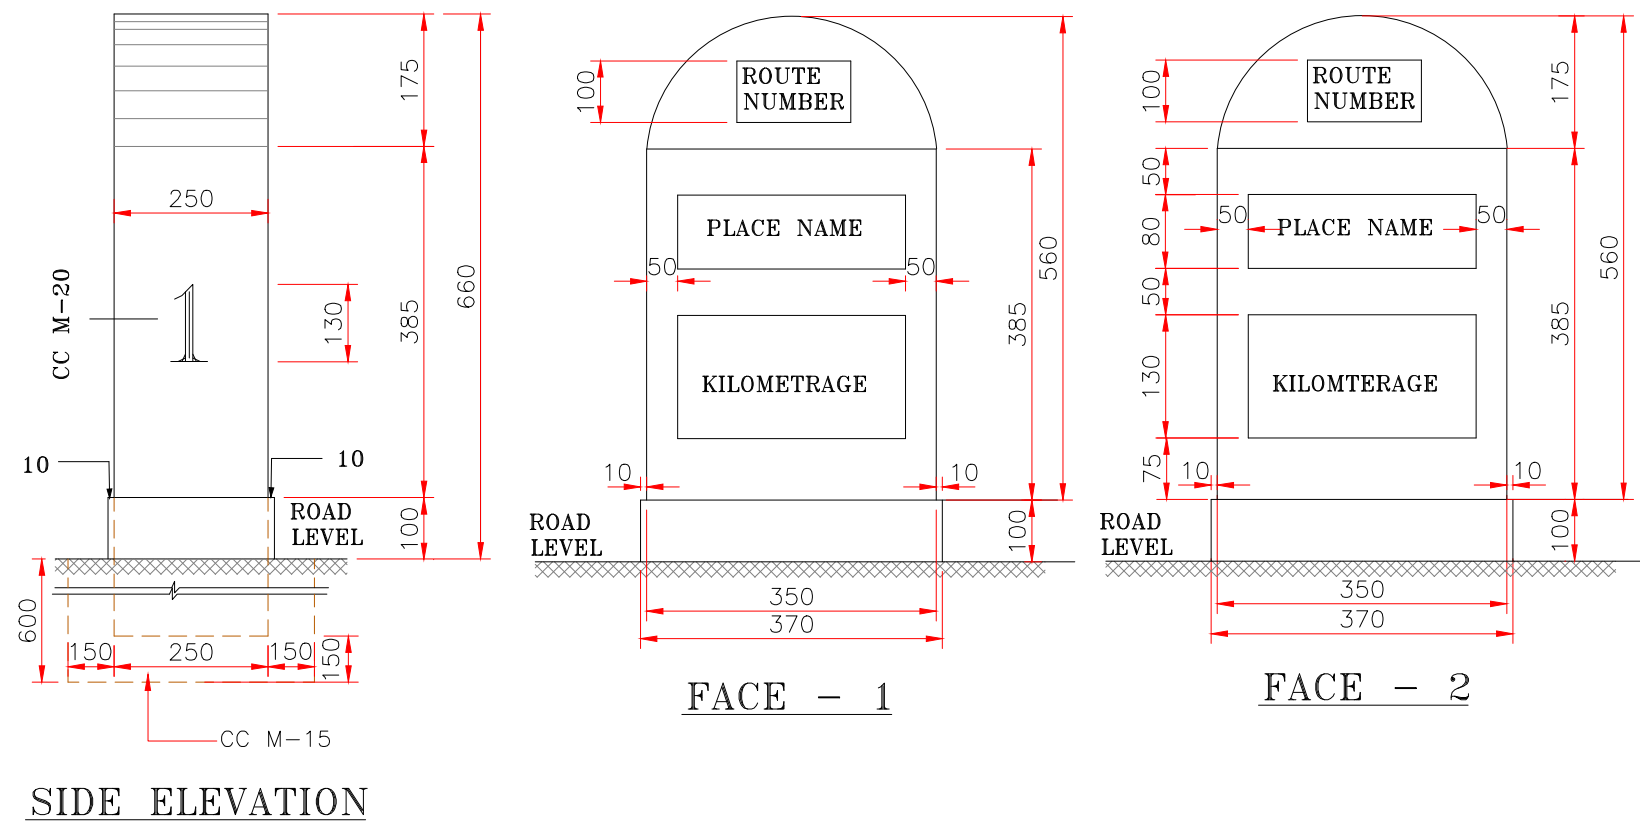 175
250
660
CC M-20
1
130
385
10
10
ROAD
LEVEL
100
600
150
250
150
150
CC M-15
SIDE ELEVATION
100
ROUTE
NUMBER
PLACE NAME
50
50
560
385
KILOMETRAGE
10
10
ROAD
LEVEL
100
350
370
FACE - 1
100
ROUTE
NUMBER
175
50
50
PLACE NAME
50
80
560
50
385
130
KILOMTERAGE
75
10
10
ROAD
LEVEL
100
350
370
FACE - 2